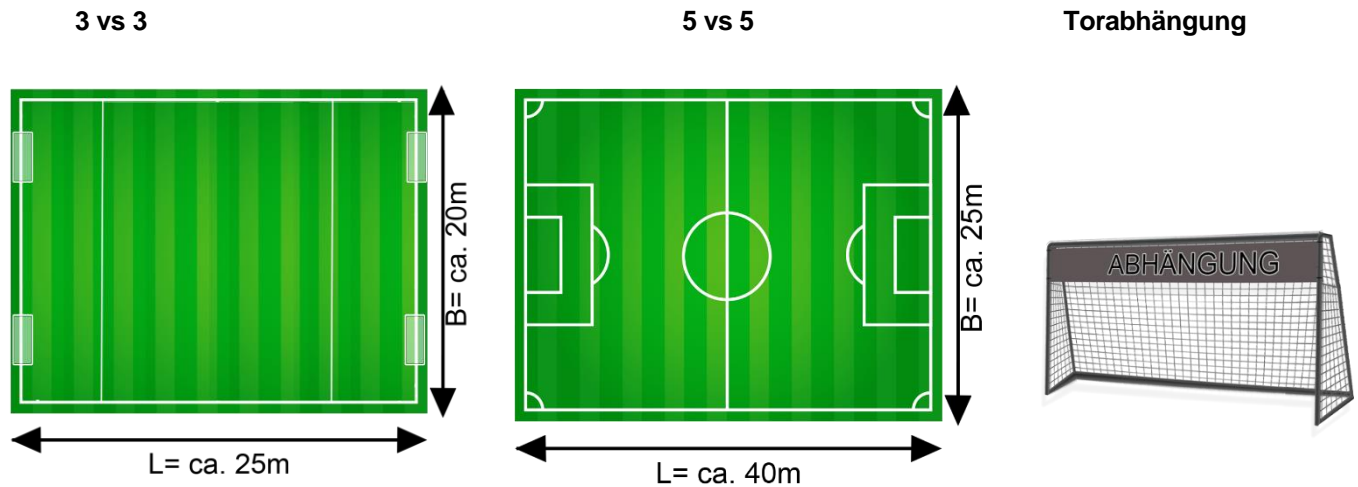 3 vs 3
5 vs 5
Torabhängung
B= ca. 20m
L= ca. 25m
B= ca. 25m
L= ca. 40m
ABHÄNGUNG